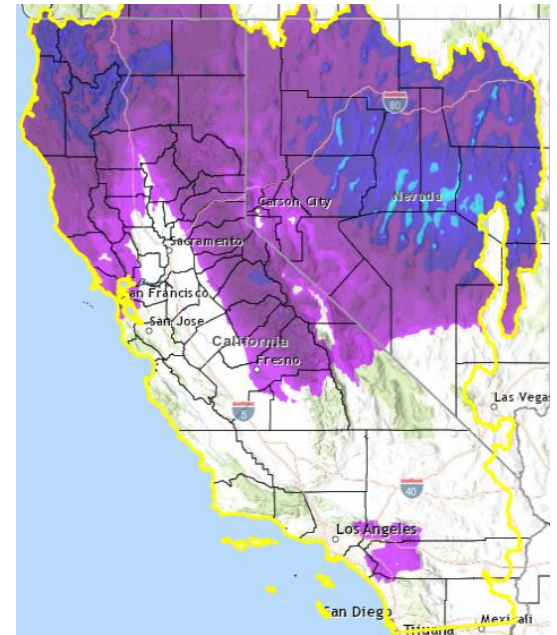 80
Nevada
Carson City
Sacramento
an Francisco
San Jose
California
Fresno
5
Las Vegas
40
Los Angeles
San Diego
Tijuana
Mexicali